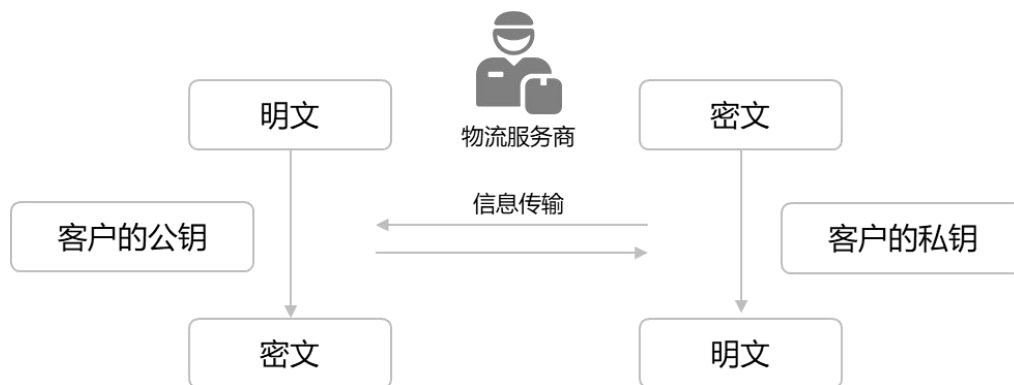 明文
物流服务商
密文
信息传输
客户的公钥
客户的私钥
密文
明文